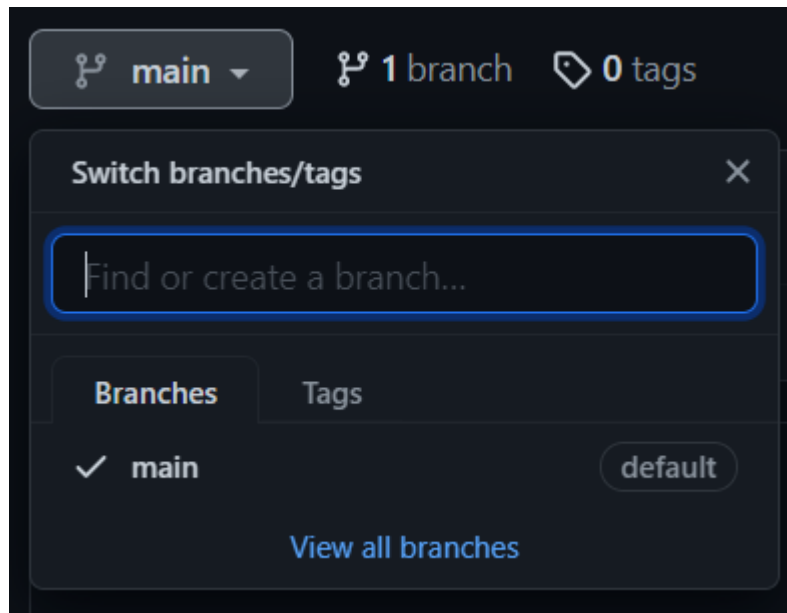 main 1 branch 0 tags
Switch branches/tags
Find or create a branch...
Branches Tags
main default
View all branches